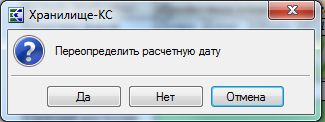 Хранилище-КС
Переопределить расчетную дату
Да
Нет
Отмена